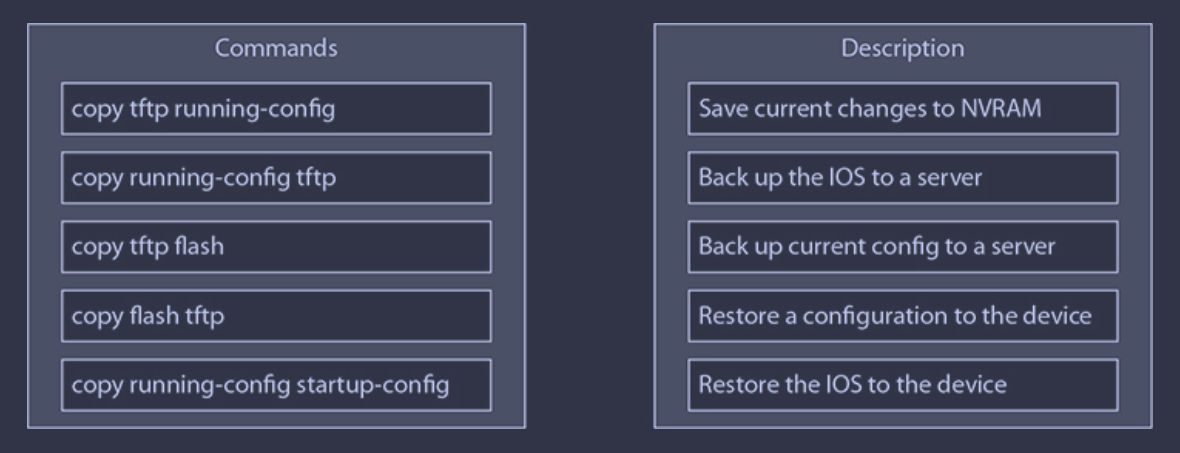 Commands
copy tftp running-config
copy running-config tftp
copy tftp flash
copy flash tftp
copy running-config startup-config
Description
Save current changes to NVRAM
Back up the IOS to a server
Back up current config to a server
Restore a configuration to the device
Restore the IOS to the device